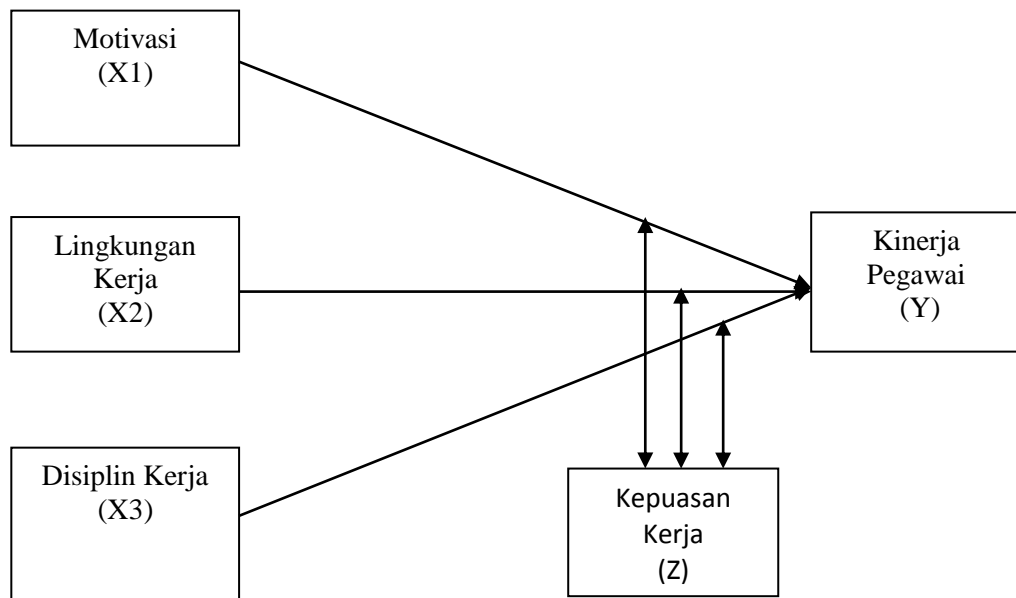 Motivasi
(X1)
Lingkungan
Kerja
(X2)
Kinerja
Pegawai
(Y)
Disiplin Kerja
(X3)
Kepuasan
Kerja
(Z)